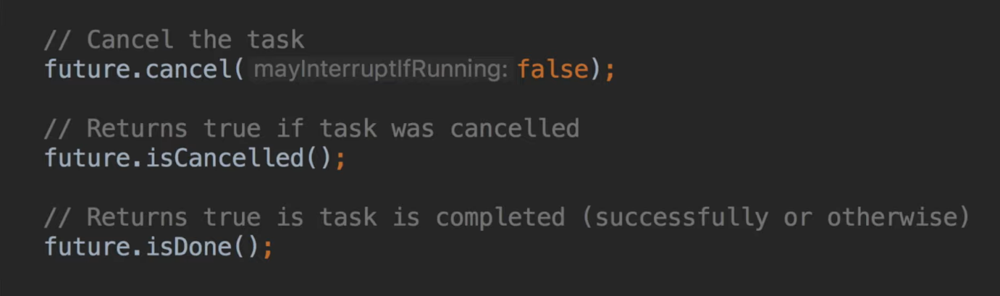 // Cancel the task
future.cancel( mayInterruptIfRunning: false);
// Returns true if task was cancelled
future.isCancelled();
// Returns true is task is completed (successfully or otherwise)
future.isDone();